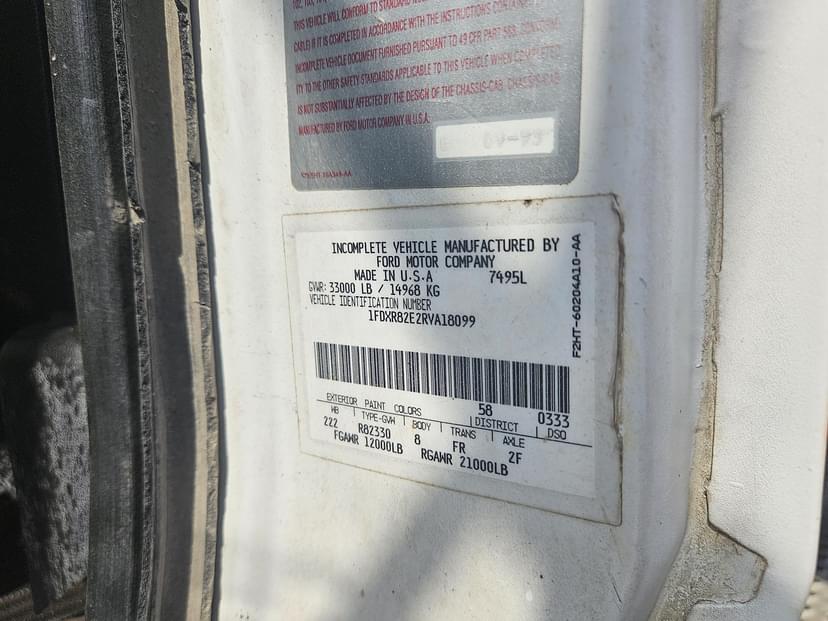 THIS VEHICLE WILL CONFORM TO STANDARD
CABLE) IF IT IS COMPLETED IN ACCORDANCE WITH THE INSTRUCTIONS
INCOMPLETE VEHICLE DOCUMENT FURNISHED PURSUANT TO 49 CFR PART 568.
ITY TO THE OTHER SAFETY STANDARDS APPLICABLE TO THIS VEHICLE WHEN COMPLETED
IS NOT SUBSTANTIALLY AFFECTED BY THE DESIGN OF THE CHASSIS-CAB. CHASSIS-CAB
MANUFACTURED BY FORD MOTOR COMPANY IN U.S.A.
INCOMPLETE VEHICLE MANUFACTURED BY
FORD MOTOR COMPANY
MADE IN U.S.A 7495L
GVWR: 33000 LB / 14968 KG
VEHICLE IDENTIFICATION NUMBER
1FDXR82E2RVA18099
F2HT-60204A10-AA
EXTERIOR PAINT COLORS 58 0333
WB | TYPE-GVW | BODY | TRANS | AXLE | DISTRICT | DSO
222 R82330 8 FR 2F
FGAWR 12000LB RGAWR 21000LB